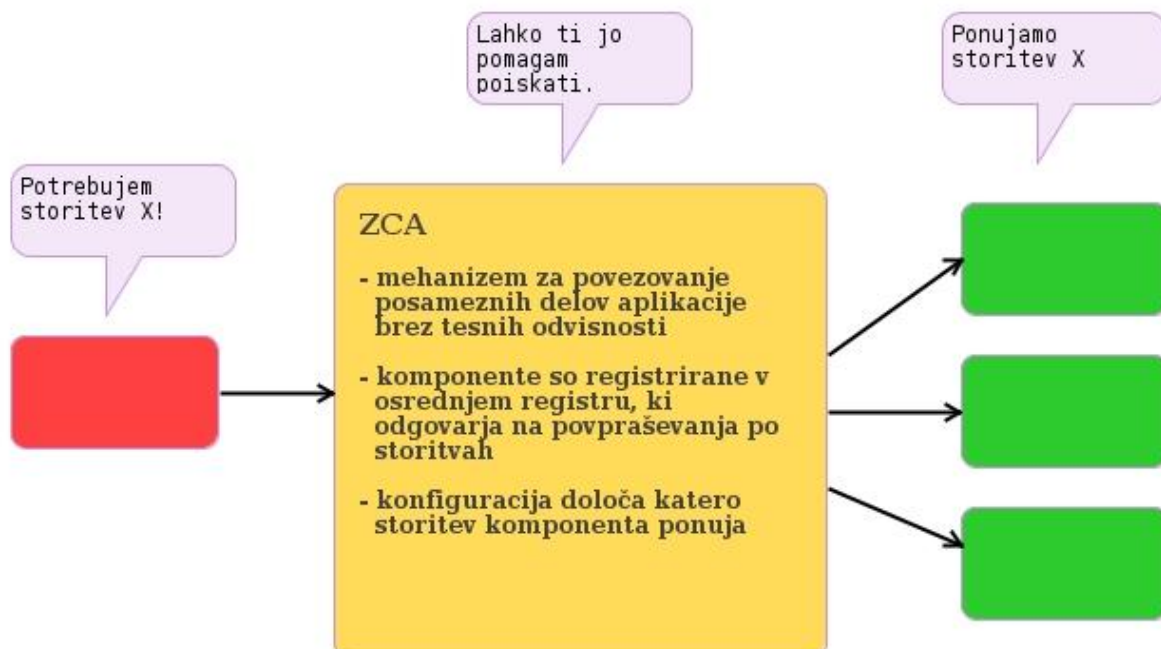 Potrebujem
storitev X!
Lahko ti jo
pomagam
poiskati.
Ponujamo
storitev X
ZCA
- mehanizem za povezovanje
posameznih delov aplikacije
brez tesnih odvisnosti
- komponente so registrirane v
osrednjem registru, ki
odgovarja na povpraševanja po
storitvah
- konfiguracija določa katero
storitev komponenta ponuja